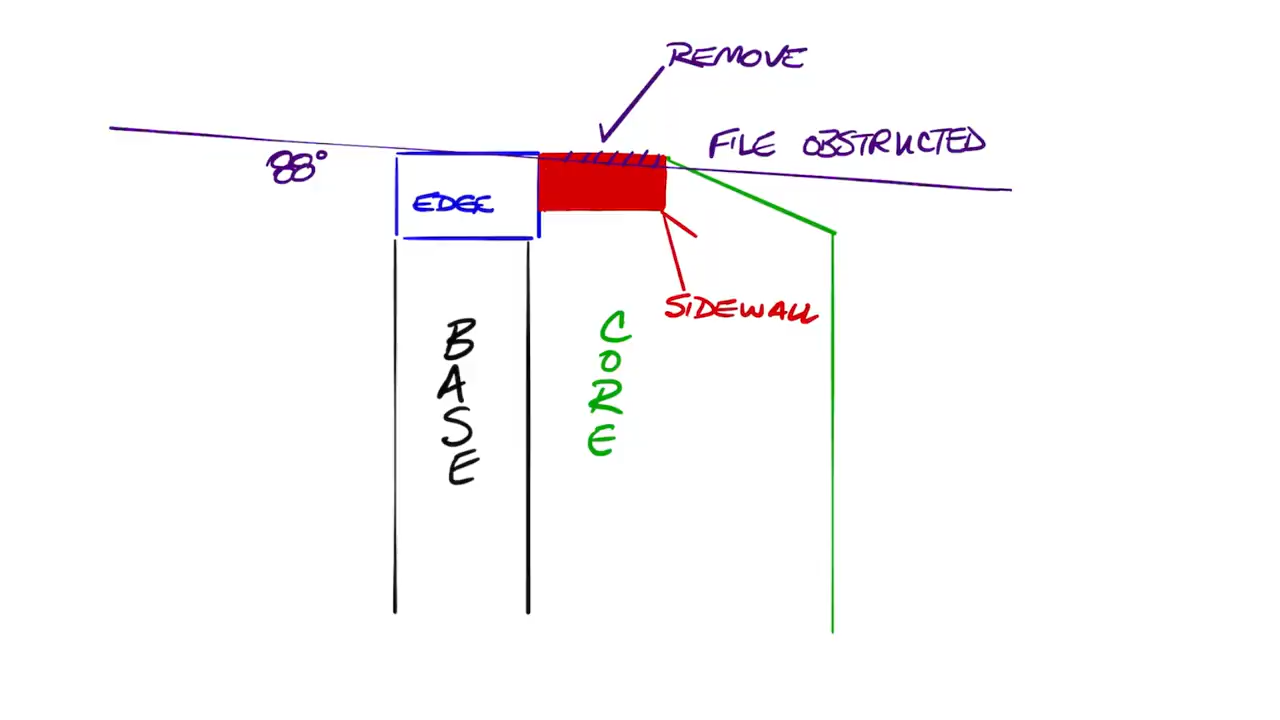 REMOVE
FILE OBSTRUCTED
88°
EDGE
SIDEWALL
BASE
CORE